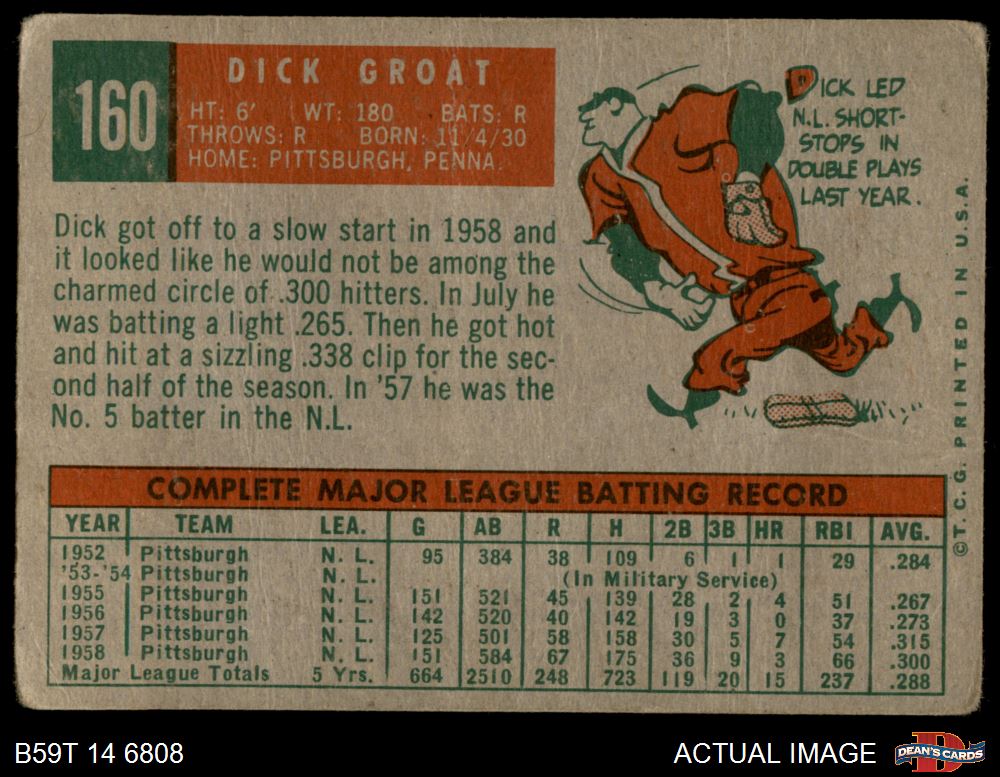 160
DICK GROAT
HT: 6' WT: 180 BATS: R
THROWS: R BORN: 11/4/30
HOME: PITTSBURGH, PENNA.
DICK LED
N.L. SHORT-
STOPS IN
DOUBLE PLAYS
LAST YEAR.
Dick got off to a slow start in 1958 and
it looked like he would not be among the
charmed circle of .300 hitters. In July he
was batting a light .265. Then he got hot
and hit at a sizzling .338 clip for the sec-
ond half of the season. In '57 he was the
No. 5 batter in the N.L.
COMPLETE MAJOR LEAGUE BATTING RECORD
YEAR TEAM LEA. G AB R H 2B 3B HR RBI AVG.
1952 Pittsburgh N. L. 95 384 38 109 6 1 1 29 .284
'53-'54 Pittsburgh N. L. (In Military Service)
1955 Pittsburgh N. L. 151 521 45 139 28 2 4 51 .267
1956 Pittsburgh N. L. 142 520 40 142 19 3 0 37 .273
1957 Pittsburgh N. L. 125 501 58 158 30 5 7 54 .315
1958 Pittsburgh N. L. 151 584 67 175 36 9 3 66 .300
Major League Totals 5 Yrs. 664 2510 248 723 119 20 15 237 .288
©T.C.G. PRINTED IN U.S.A.
B59T 14 6808
ACTUAL IMAGE
DEAN'S CARDS